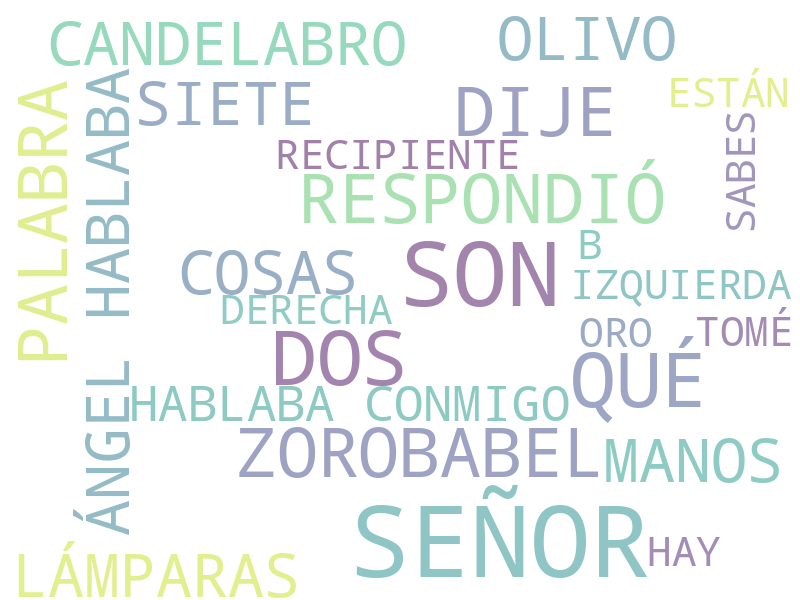 CANDELABRO
OLIVO
SIETE
DIJE
ESTÁN
PALABRA
ÁNGEL HABLABA
RECIPIENTE
SABES
RESPONDIÓ
COSAS
SON
B
IZQUIERDA
DERECHA
ORO
TOMÉ
DOS
QUÉ
HABLABA CONMIGO
ZOROBABEL
MANOS
SEÑOR
HAY
LÁMPARAS